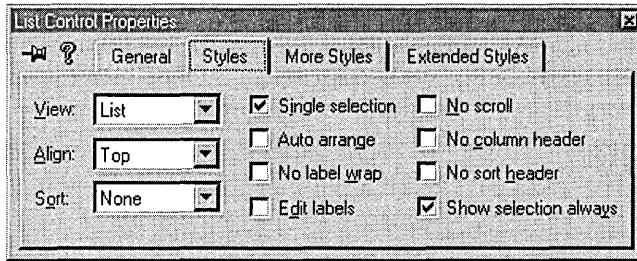 List Control Properties
General Styles More Styles Extended Styles
View: List Single selection No scroll
Auto arrange No column header
Align: Top
No label wrap No sort header
Sort: None
Edit labels Show selection always